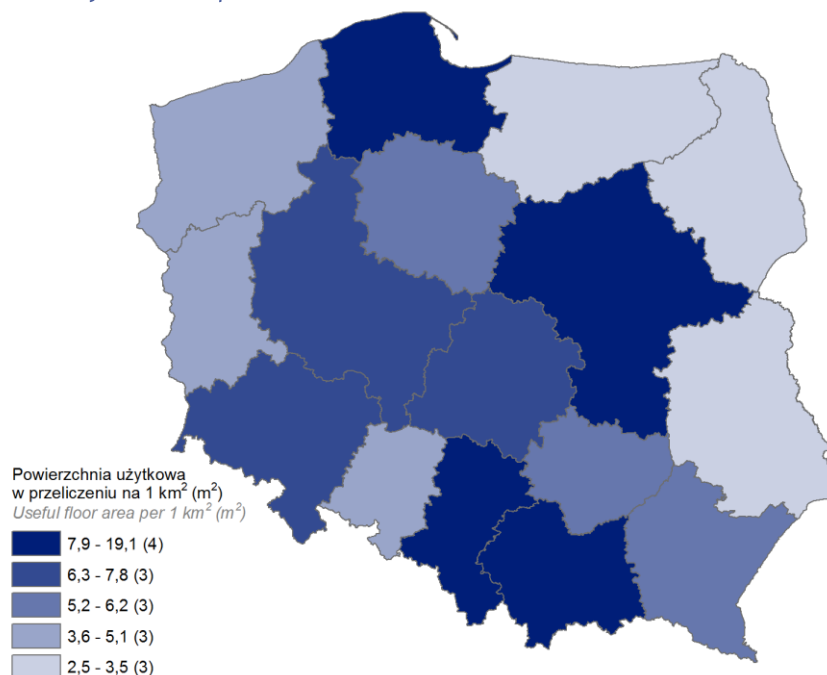 Powierzchnia użytkowa
w przeliczeniu na 1 km² (m²)
Useful floor area per 1 km² (m²)
7,9 - 19,1 (4)
6,3 - 7,8 (3)
5,2 - 6,2 (3)
3,6 - 5,1 (3)
2,5 - 3,5 (3)